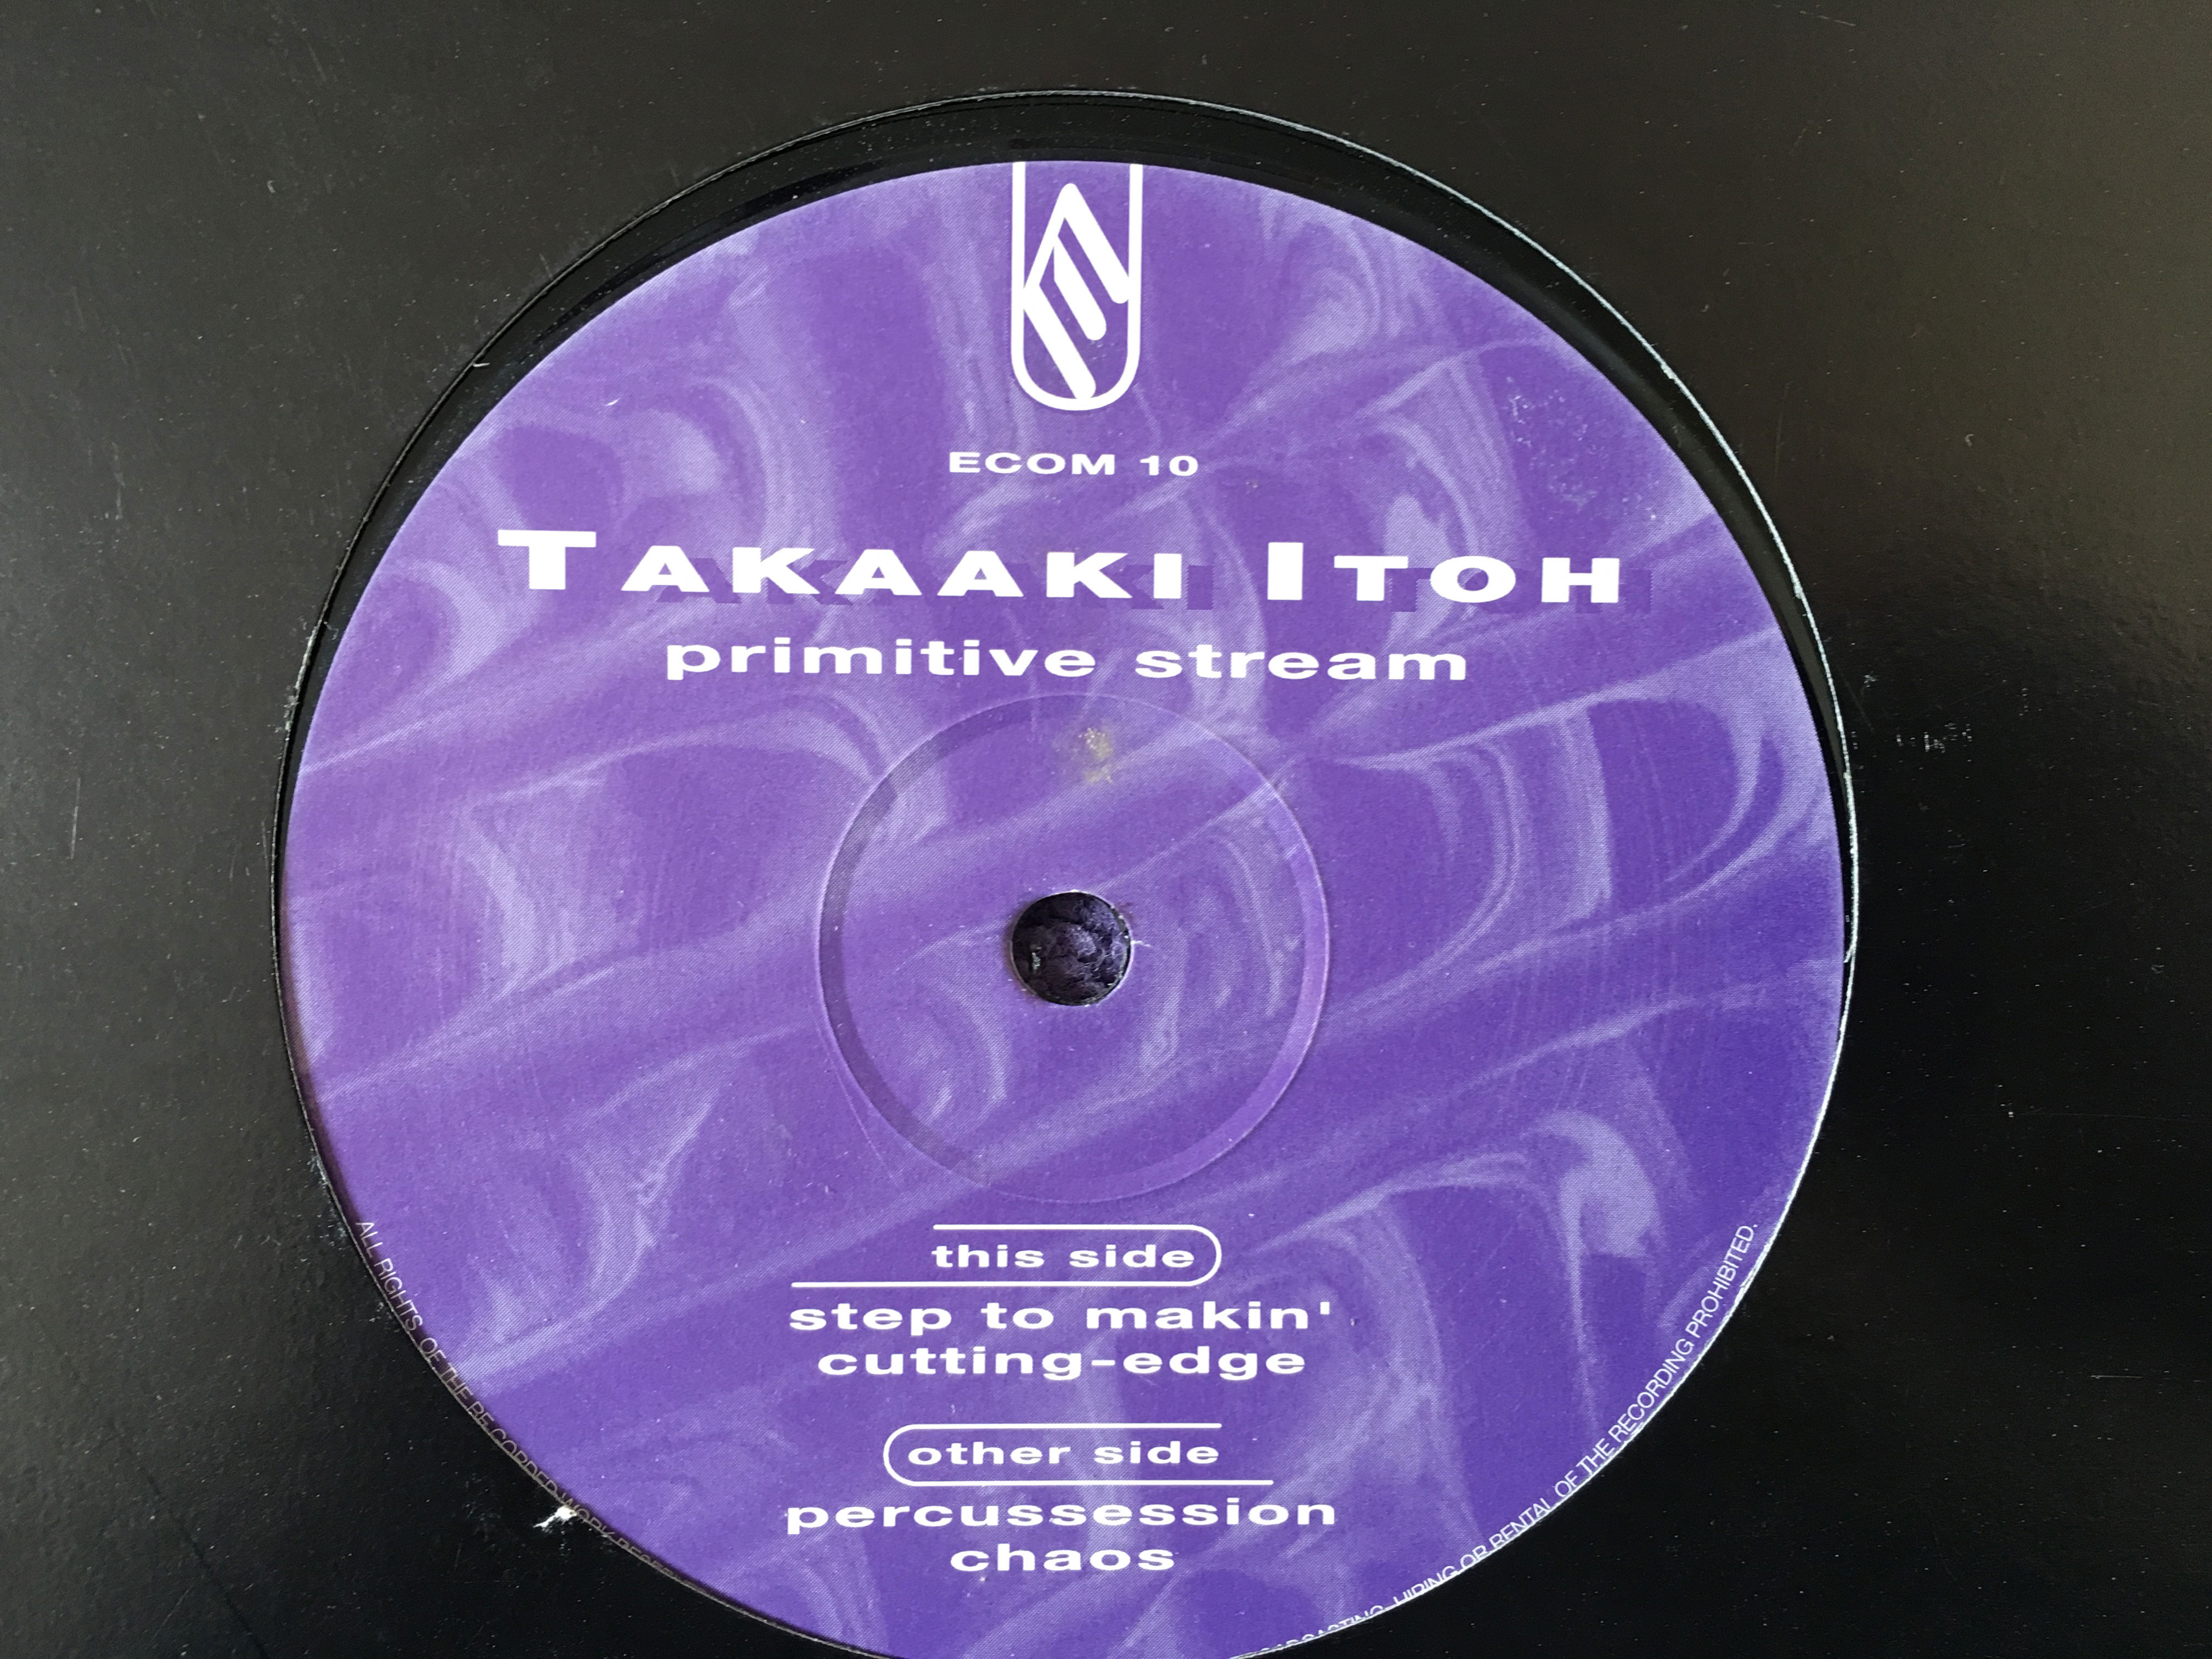 ECOM 10
TAKAAKI ITOH
primitive stream
this side
step to makin'
cutting-edge
other side
percussession
chaos
ALL RIGHTS OF THE RECORDED WORK
HIRING OR RENTAL OF THE RECORDING PROHIBITED.